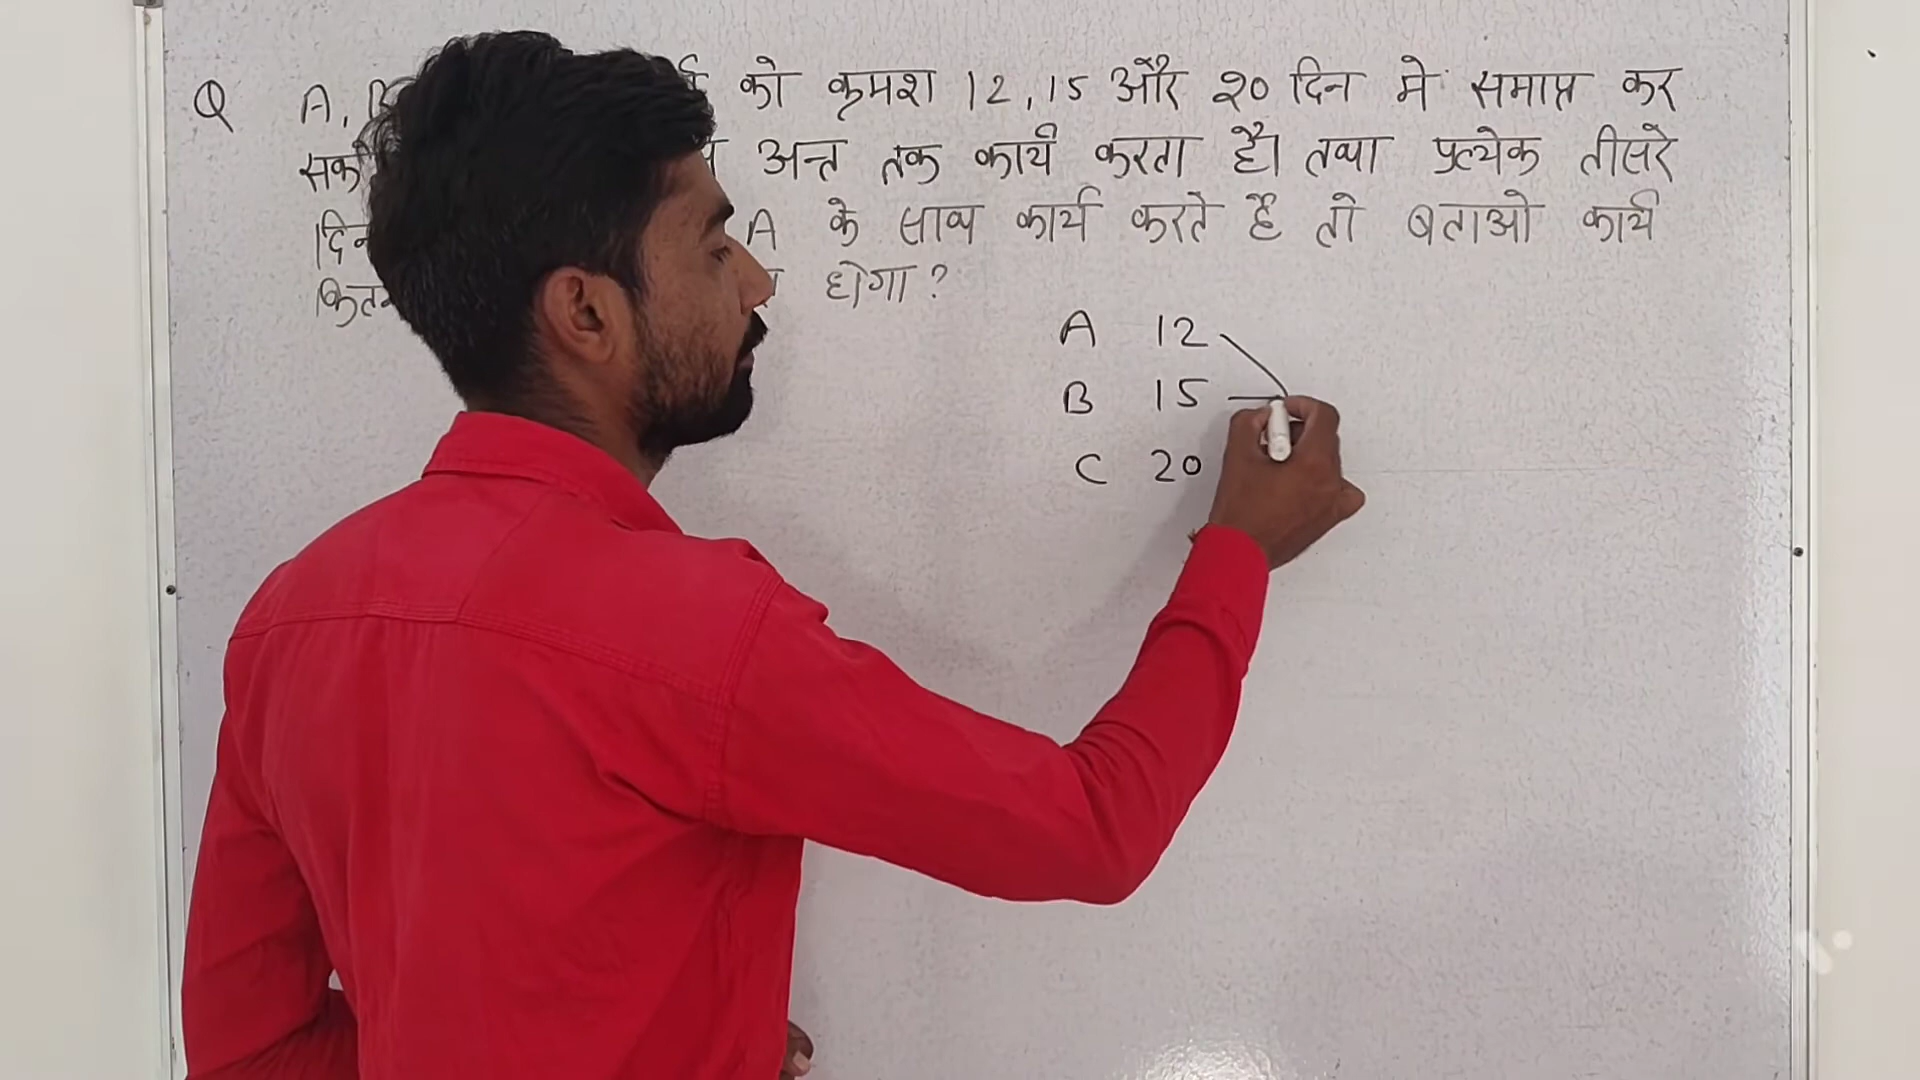 Q A, को क्रमश 12, 15 और 20 दिन मे समाप्त कर
सक अन्त तक कार्य करता है। तथा प्रत्येक तीसरे
दिन A के साथ कार्य करते है तो बताओ कार्य
कित होगा ?
A 12
B 15
C 20